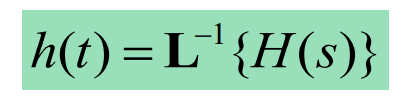 h(t) = L⁻¹{H(s)}